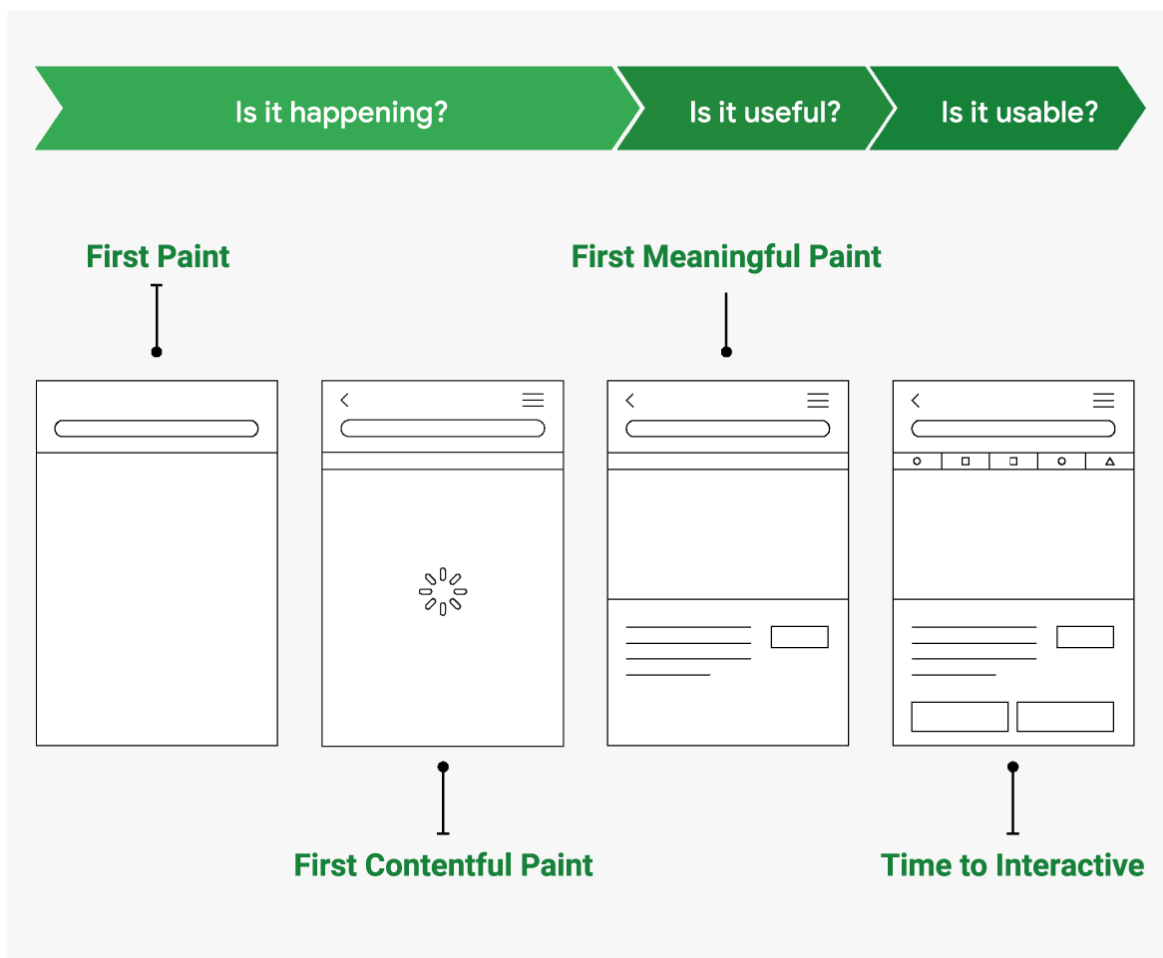 Is it happening?
Is it useful?
Is it usable?
First Paint
First Meaningful Paint
First Contentful Paint
Time to Interactive